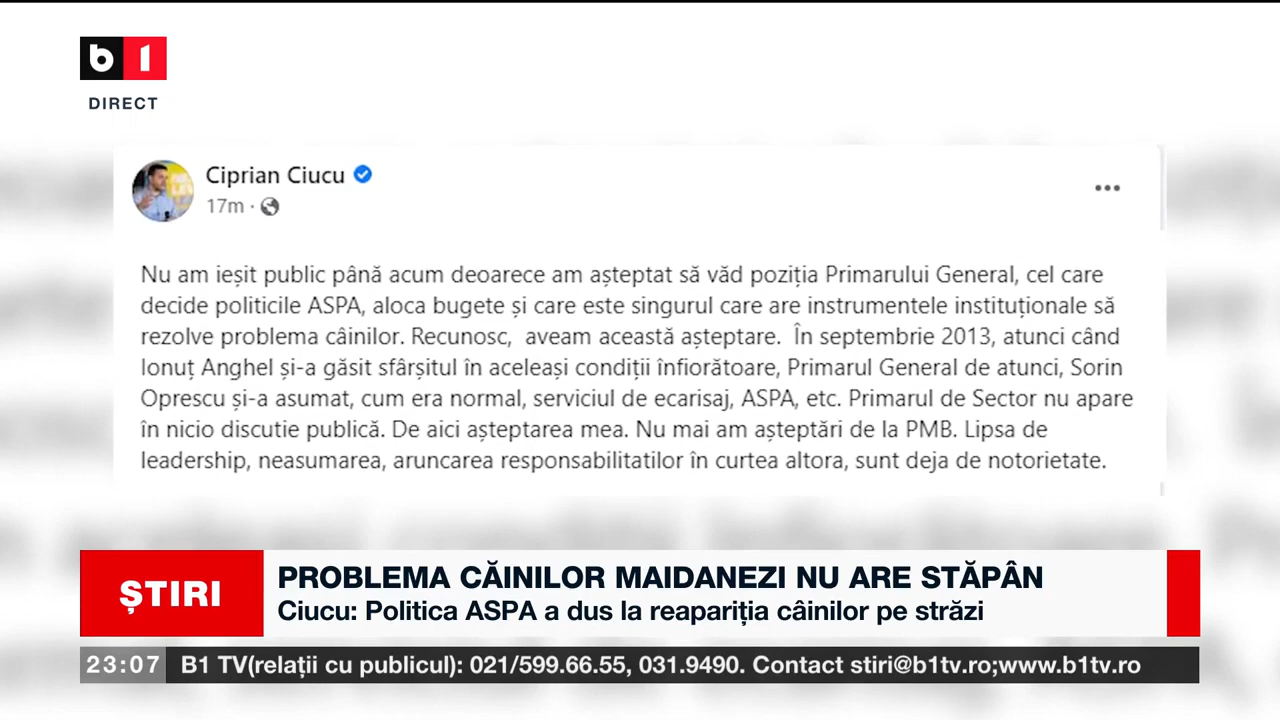 b1
DIRECT
Ciprian Ciucu
17m ·
Nu am ieșit public până acum deoarece am așteptat să văd poziția Primarului General, cel care
decide politicile ASPA, aloca bugete și care este singurul care are instrumentele instituționale să
rezolve problema câinilor. Recunosc,  aveam această așteptare.  În septembrie 2013, atunci când
Ionuț Anghel și-a găsit sfârșitul în aceleași condiții înfiorătoare, Primarul General de atunci, Sorin
Oprescu și-a asumat, cum era normal, serviciul de ecarisaj, ASPA, etc. Primarul de Sector nu apare
în nicio discutie publică. De aici așteptarea mea. Nu mai am așteptări de la PMB. Lipsa de
leadership, neasumarea, aruncarea responsabilitatilor în curtea altora, sunt deja de notorietate.
ȘTIRI
PROBLEMA CĂINILOR MAIDANEZI NU ARE STĂPÂN
Ciucu: Politica ASPA a dus la reapariția câinilor pe străzi
23:07 B1 TV(relații cu publicul): 021/599.66.55, 031.9490. Contact stiri@b1tv.ro;www.b1tv.ro